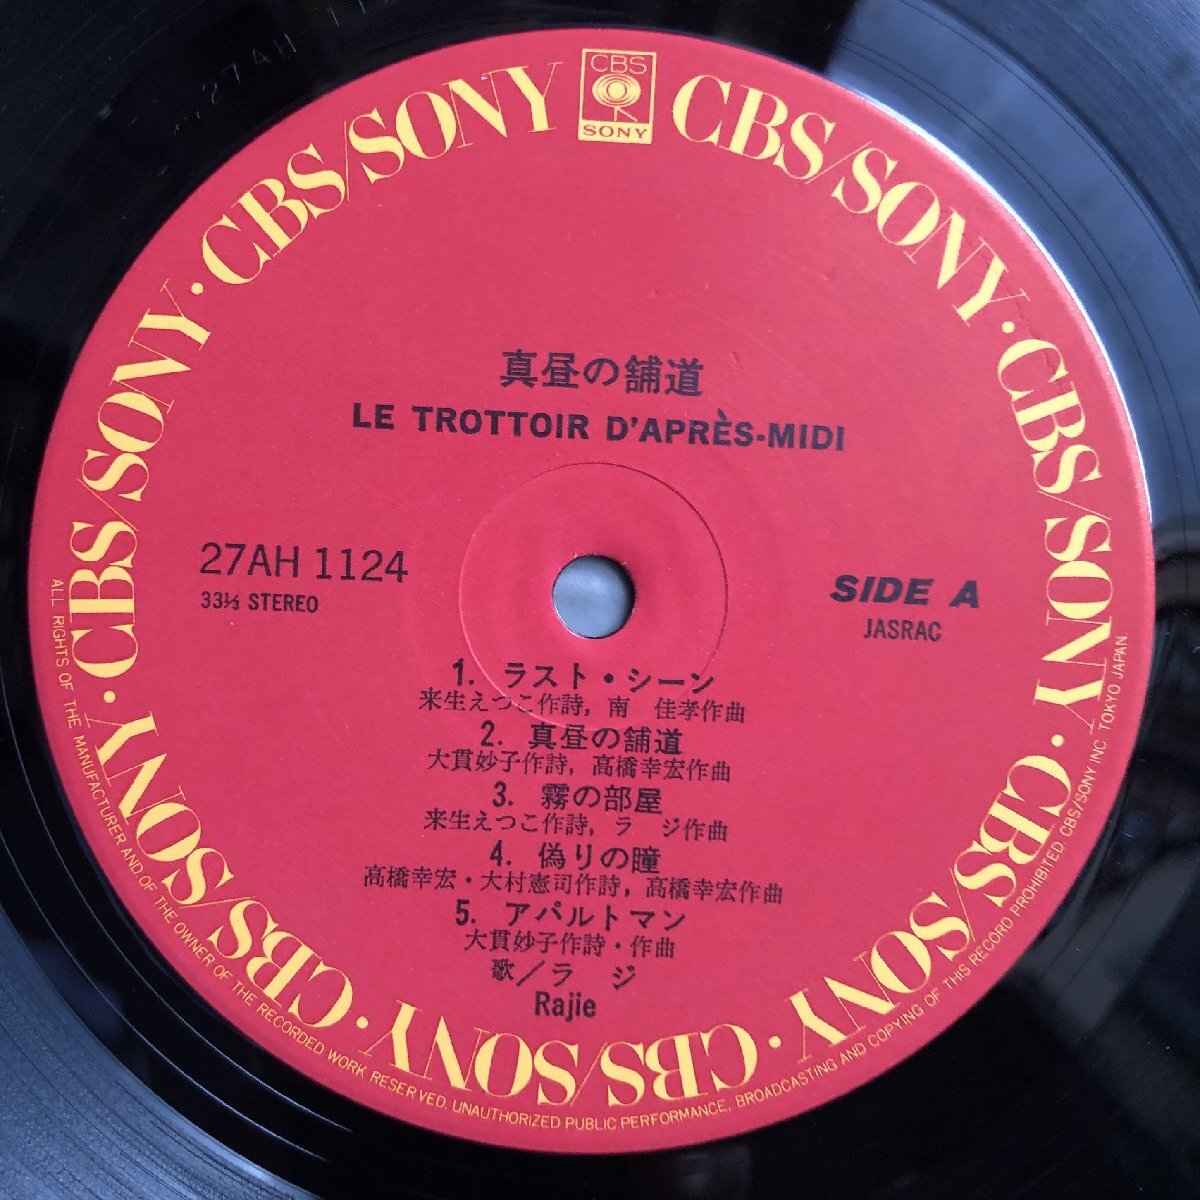 27AH 112
CBS
SONY
CBS/SONY · CBS/SONY · CBS/SONY · CBS/SONY · CBS/SONY · CBS/SONY · CBS/SONY · CBS/SONY
真昼の舗道
LE TROTTOIR D'APRÈS-MIDI
27AH 1124
33⅓ STEREO
SIDE A
JASRAC
1. ラスト・シーン
来生えつこ作詩, 南 佳孝作曲
2. 真昼の舗道
大貫妙子作詩, 高橋幸宏作曲
3. 霧の部屋
来生えつこ作詩, ラ ジ作曲
4. 偽りの瞳
高橋幸宏・大村憲司作詩, 高橋幸宏作曲
5. アパルトマン
大貫妙子作詩・作曲
歌/ラ ジ
Rajie
ALL RIGHTS OF THE MANUFACTURER AND OF THE OWNER OF THE RECORDED WORK RESERVED. UNAUTHORIZED PUBLIC PERFORMANCE, BROADCASTING AND COPYING OF THIS RECORD PROHIBITED. CBS/SONY INC TOKYO JAPAN.